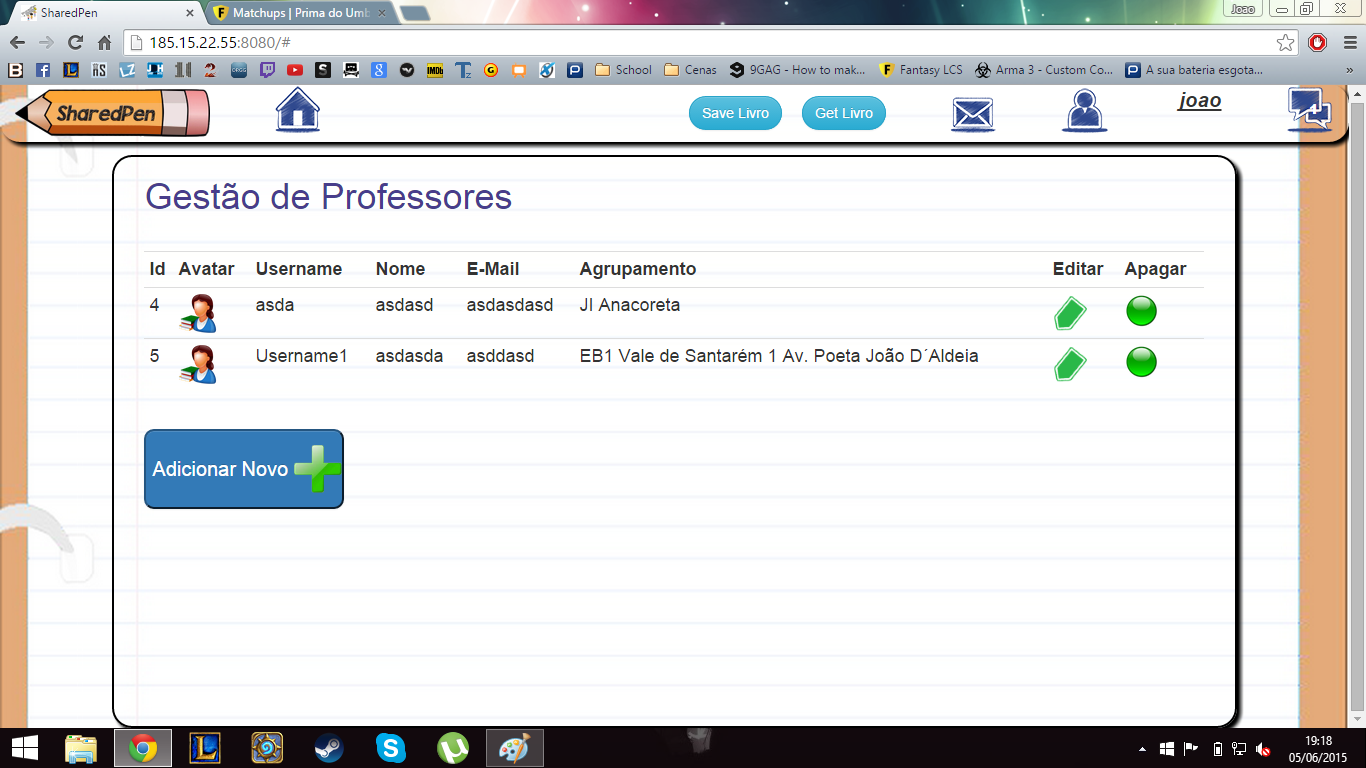 SharedPen
Matchups | Prima do Umb
Joao
185.15.22.55:8080/#
School
Cenas
9GAG - How to mak...
Fantasy LCS
Arma 3 - Custom Co...
A sua bateria esgota...
»
SharedPen
Save Livro
Get Livro
joao
Gestão de Professores
Id Avatar Username Nome E-Mail Agrupamento Editar Apagar
4 asda asdasd asdasdasd JI Anacoreta
5 Username1 asdasda asddasd EB1 Vale de Santarém 1 Av. Poeta João D´Aldeia
Adicionar Novo
19:18
05/06/2015